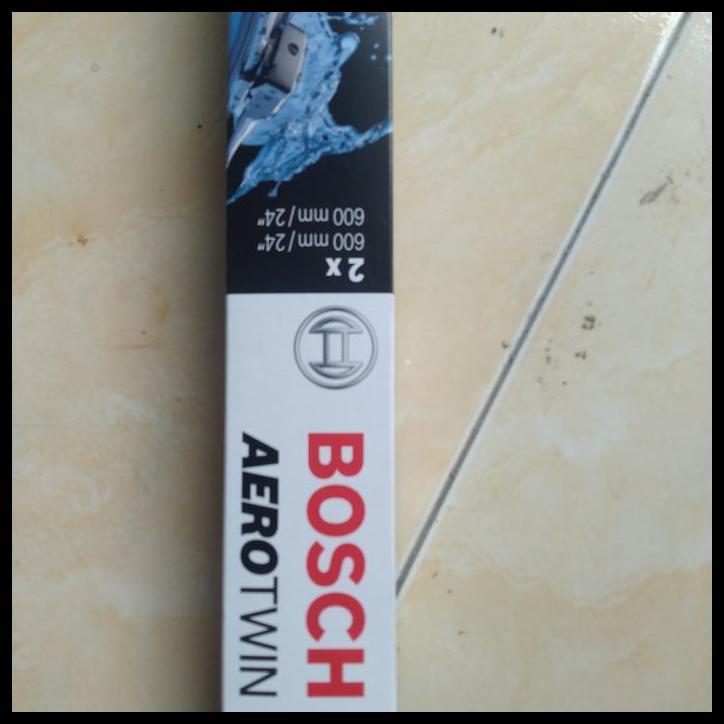 2 x
600 mm / 24"
600 mm / 24"
BOSCH
AEROTWIN